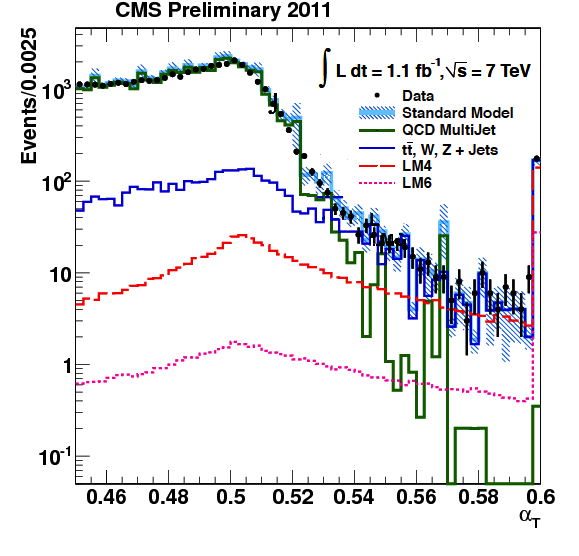 CMS Preliminary 2011
Events/0.0025
∫ L dt = 1.1 fb⁻¹,√s = 7 TeV
Data
Standard Model
QCD MultiJet
tt̄, W, Z + Jets
LM4
LM6
10³
10²
10
1
10⁻¹
0.46 0.48 0.5 0.52 0.54 0.56 0.58 0.6
α_T